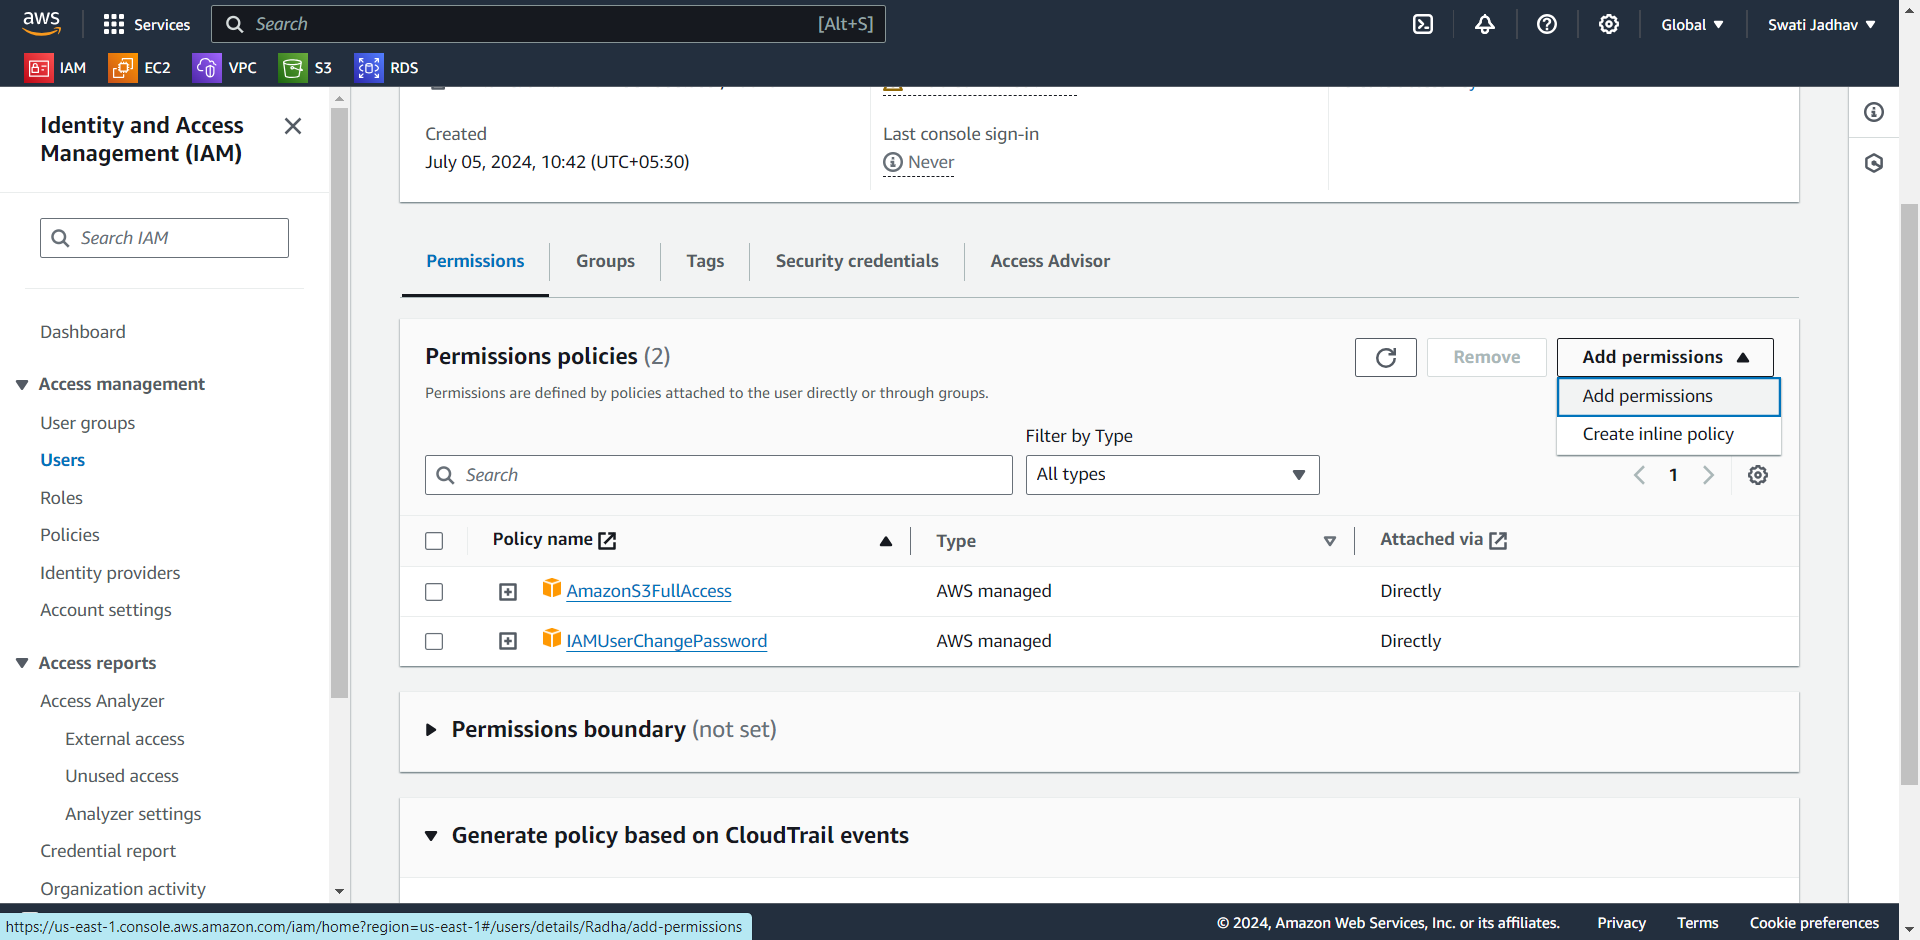 aws
Services
Search
[Alt+S]
Global
Swati Jadhav
IAM
EC2
VPC
S3
RDS
Identity and Access
Management (IAM)
Search IAM
Dashboard
Access management
User groups
Users
Roles
Policies
Identity providers
Account settings
Access reports
Access Analyzer
External access
Unused access
Analyzer settings
Credential report
Organization activity
Created
July 05, 2024, 10:42 (UTC+05:30)
Last console sign-in
Never
Permissions
Groups
Tags
Security credentials
Access Advisor
Permissions policies (2)
Permissions are defined by policies attached to the user directly or through groups.
Remove
Add permissions
Add permissions
Create inline policy
Filter by Type
Search
All types
1
Policy name
Type
Attached via
AmazonS3FullAccess
AWS managed
Directly
IAMUserChangePassword
AWS managed
Directly
Permissions boundary (not set)
Generate policy based on CloudTrail events
https://us-east-1.console.aws.amazon.com/iam/home?region=us-east-1#/users/details/Radha/add-permissions
© 2024, Amazon Web Services, Inc. or its affiliates.
Privacy
Terms
Cookie preferences